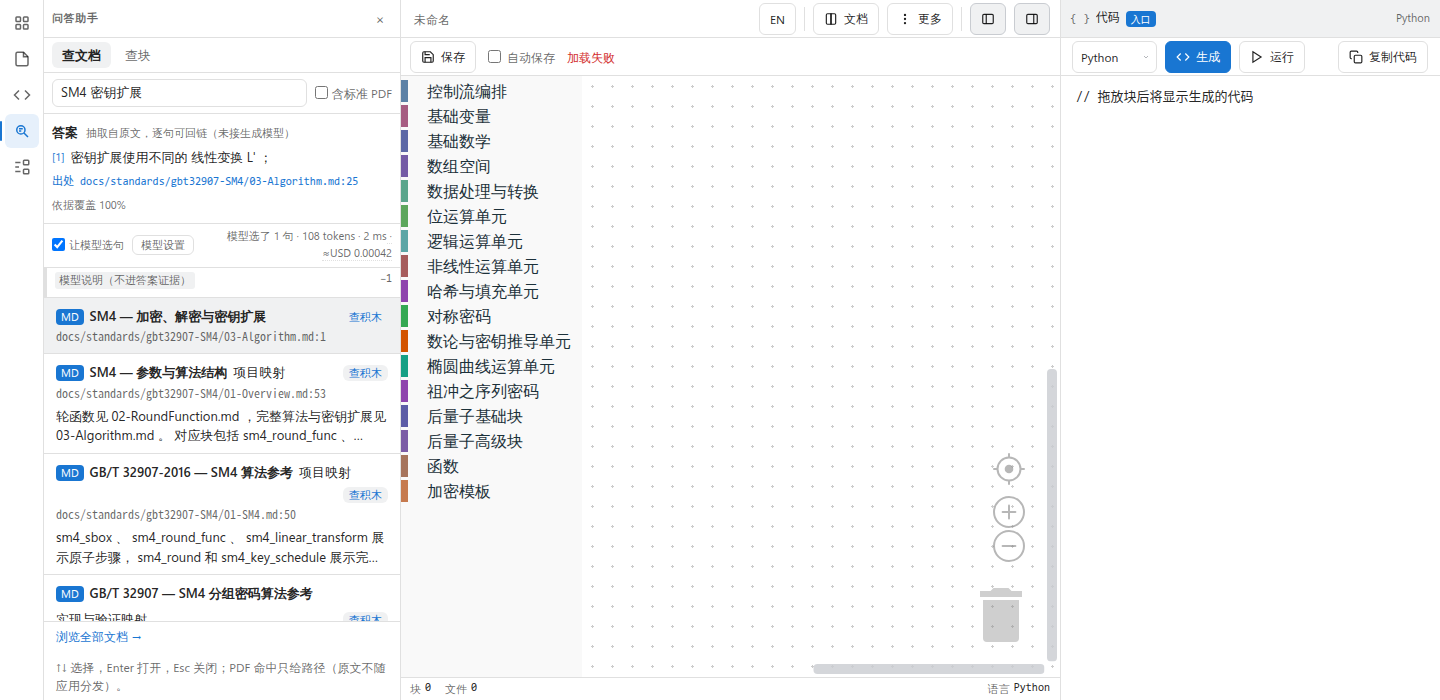 问答助手 ×
查文档 查块
SM4 密钥扩展 含标准 PDF
答案 抽取自原文，逐句可回链（未接生成模型）
[1] 密钥扩展使用不同的 线性变换 L' ；
出处 docs/standards/gbt32907-SM4/03-Algorithm.md:25
依据覆盖 100%
让模型选句 模型设置 模型选了 1 句 · 108 tokens · 2 ms ·
≈USD 0.00042
模型说明（不进答案证据） −1
MD SM4 — 加密、解密与密钥扩展 查积木
docs/standards/gbt32907-SM4/03-Algorithm.md:1
MD SM4 — 参数与算法结构 项目映射 查积木
docs/standards/gbt32907-SM4/01-Overview.md:53
轮函数见 02-RoundFunction.md ，完整算法与密钥扩展见
03-Algorithm.md 。 对应块包括 sm4_round_func 、...
MD GB/T 32907-2016 — SM4 算法参考 项目映射
查积木
docs/standards/gbt32907-SM4/01-SM4.md:50
sm4_sbox 、 sm4_round_func 、 sm4_linear_transform 展
示原子步骤， sm4_round 和 sm4_key_schedule 展示完...
MD GB/T 32907 — SM4 分组密码算法参考
实现与验证映射 查积木
浏览全部文档 →
↑↓ 选择，Enter 打开，Esc 关闭；PDF 命中只给路径（原文不随
应用分发）。
未命名 EN 文档 更多
保存 自动保存 加载失败
控制流编排
基础变量
基础数学
数组空间
数据处理与转换
位运算单元
逻辑运算单元
非线性运算单元
哈希与填充单元
对称密码
数论与密钥推导单元
椭圆曲线运算单元
祖冲之序列密码
后量子基础块
后量子高级块
函数
加密模板
块 0 文件 0 语言 Python
{ } 代码 入口 Python
Python 生成 运行 复制代码
// 拖放块后将显示生成的代码